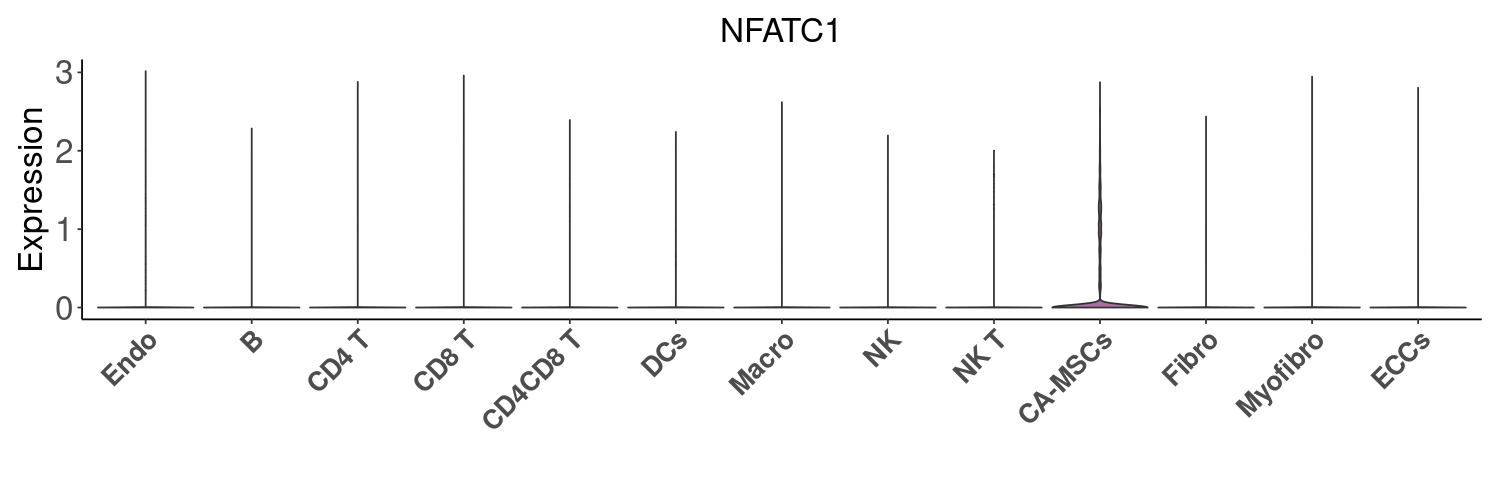 NFATC1
Expression
3
2
1
0
Endo
B
CD4 T
CD8 T
CD4CD8 T
DCs
Macro
NK
NK T
CA-MSCs
Fibro
Myofibro
ECCs